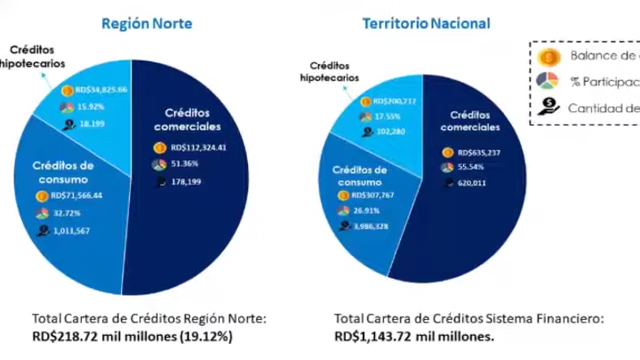 Región Norte
Créditos
hipotecarios
RD$34,825.66
15.92%
18,199
Créditos
comerciales
RD$112,324.41
51.36%
178,199
Créditos de
consumo
RD$71,566.44
32.72%
1,011,567
Total Cartera de Créditos Región Norte:
RD$218.72 mil millones (19.12%)
Territorio Nacional
Créditos
hipotecarios
RD$200,717
17.55%
102,280
Créditos
comerciales
RD$635,237
55.54%
620,011
Créditos de
consumo
RD$307,767
26.91%
3,986,328
Total Cartera de Créditos Sistema Financiero:
RD$1,143.72 mil millones.
Balance de
% Participac
Cantidad de